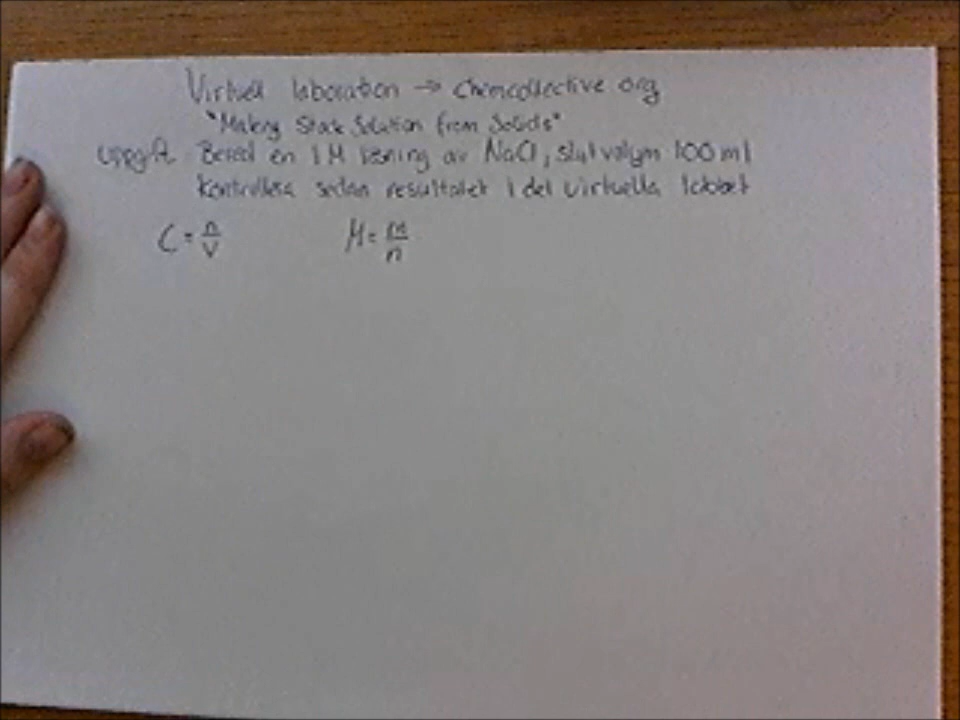 Virtuell laboration → Chemcollective org
"Making Stock Solution from Solids"
Uppgift Bered en 1 M lösning av NaCl, slutvolym 100 ml
Kontrollera sedan resultatet i det virtuella labbet
C = n/V M = m/n